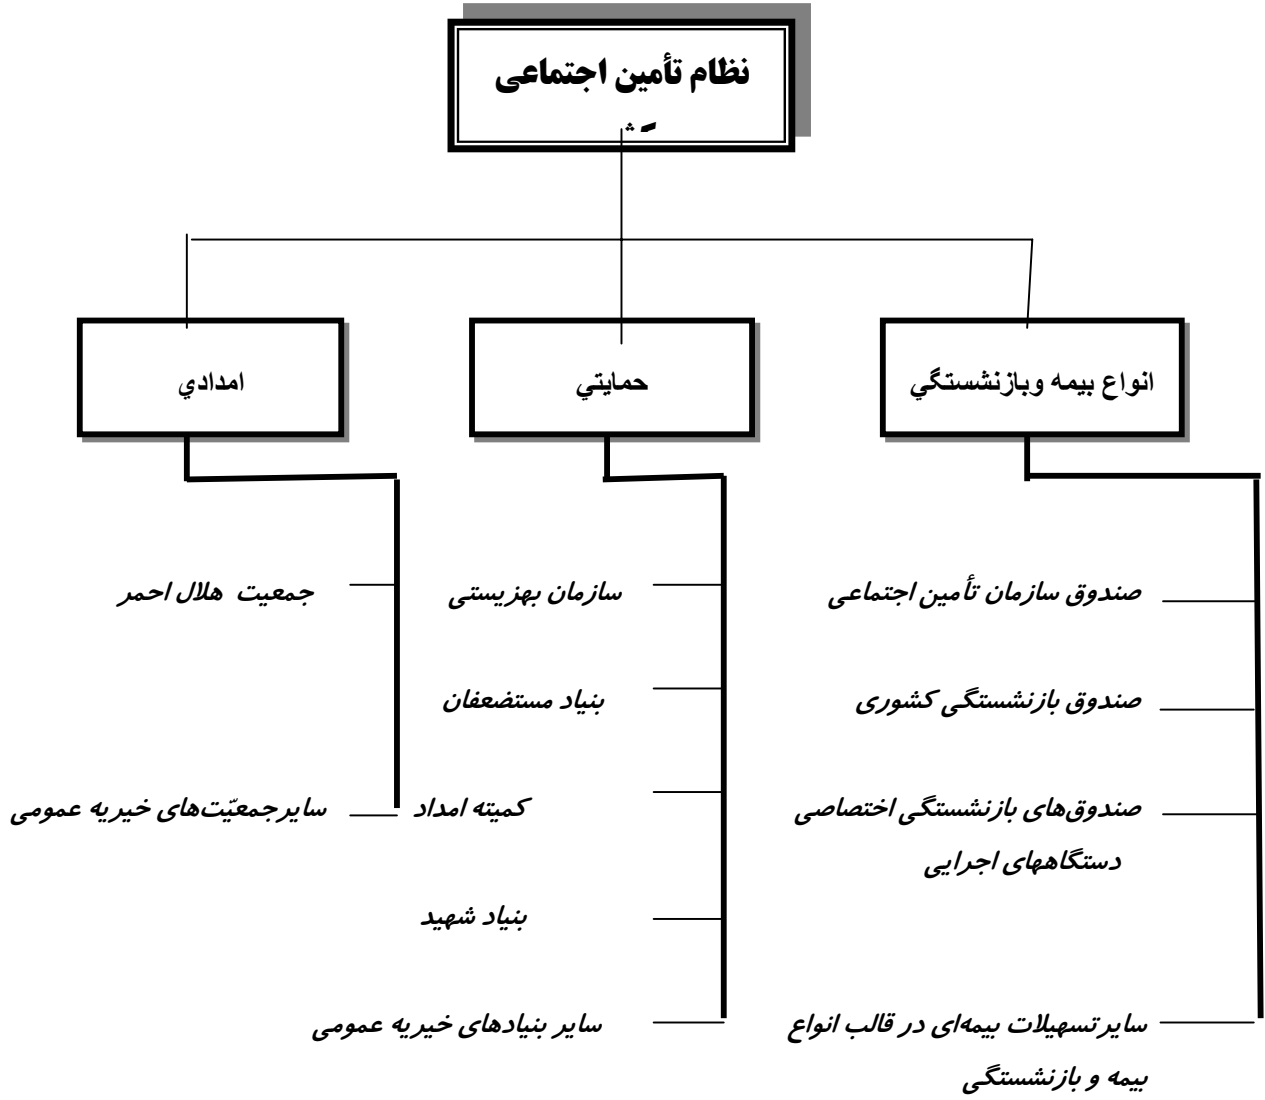 نظام تأمین اجتماعی
انواع بیمه وبازنشستگي
حمایتي
امدادي
صندوق سازمان تأمین اجتماعی
صندوق بازنشستگی کشوری
صندوق‌های بازنشستگی اختصاصی
دستگاههای اجرایی
سایرتسهیلات بیمه‌ای در قالب انواع
بیمه و بازنشستگی
سازمان بهزیستی
بنیاد مستضعفان
کمیته امداد
بنیاد شهید
سایر بنیادهای خیریه عمومی
جمعیت هلال احمر
سایرجمعیّت‌های خیریه عمومی